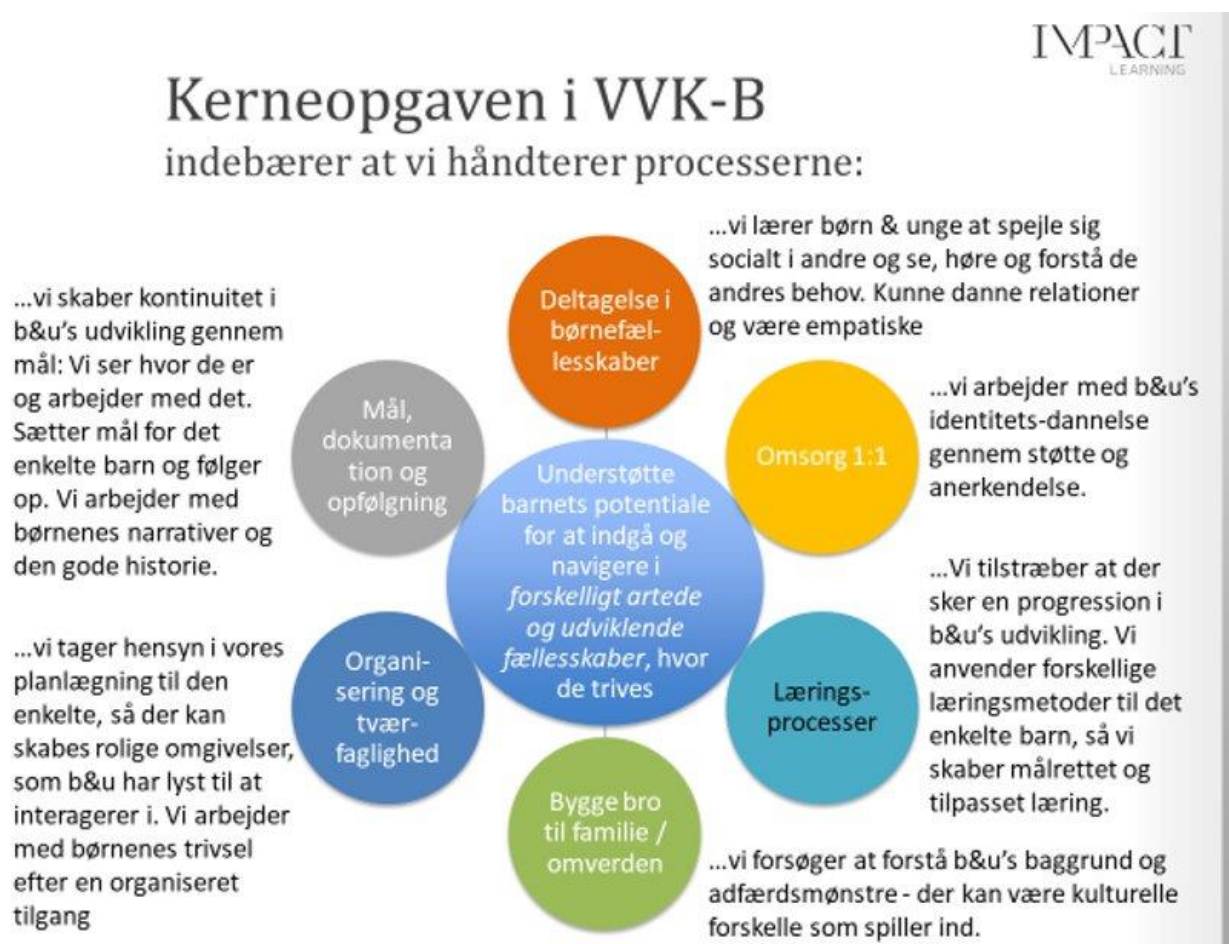 IMPACT
LEARNING
Kerneopgaven i VVK-B
indebærer at vi håndterer processerne:
Deltagelse i
børnefæl-
lesskaber
...vi lærer børn & unge at spejle sig
socialt i andre og se, høre og forstå de
andres behov. Kunne danne relationer
og være empatiske
Omsorg 1:1
...vi arbejder med b&u's
identitets-dannelse
gennem støtte og
anerkendelse.
Lærings-
processer
...Vi tilstræber at der
sker en progression i
b&u's udvikling. Vi
anvender forskellige
læringsmetoder til det
enkelte barn, så vi
skaber målrettet og
tilpasset læring.
Bygge bro
til familie /
omverden
...vi forsøger at forstå b&u's baggrund og
adfærdsmønstre - der kan være kulturelle
forskelle som spiller ind.
Organi-
sering og
tvær-
faglighed
...vi tager hensyn i vores
planlægning til den
enkelte, så der kan
skabes rolige omgivelser,
som b&u har lyst til at
interagerer i. Vi arbejder
med børnenes trivsel
efter en organiseret
tilgang
Mål,
dokumenta
tion og
opfølgning
...vi skaber kontinuitet i
b&u's udvikling gennem
mål: Vi ser hvor de er
og arbejder med det.
Sætter mål for det
enkelte barn og følger
op. Vi arbejder med
børnenes narrativer og
den gode historie.
Understøtte
barnets potentiale
for at indgå og
navigere i
forskelligt artede
og udviklende
fællesskaber, hvor
de trives